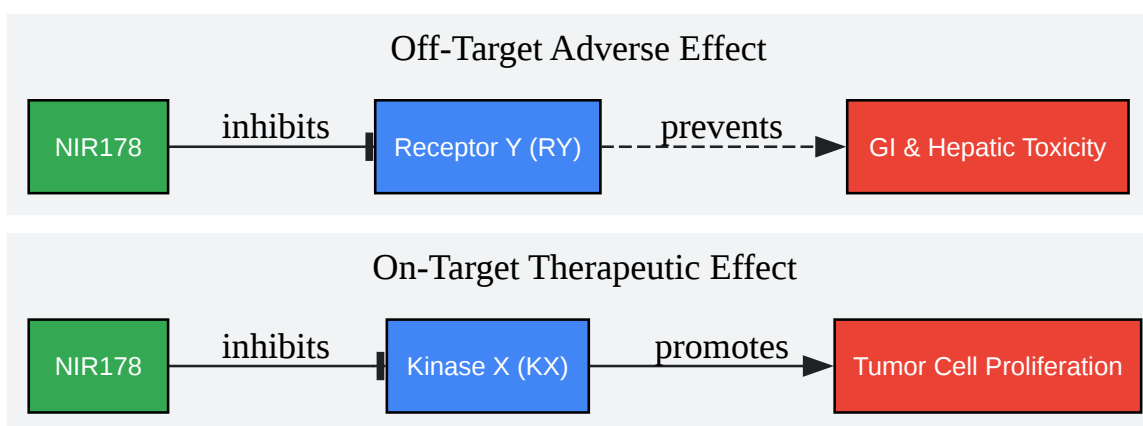 Off-Target Adverse Effect
NIR178 inhibits Receptor Y (RY) prevents GI & Hepatic Toxicity
On-Target Therapeutic Effect
NIR178 inhibits Kinase X (KX) promotes Tumor Cell Proliferation